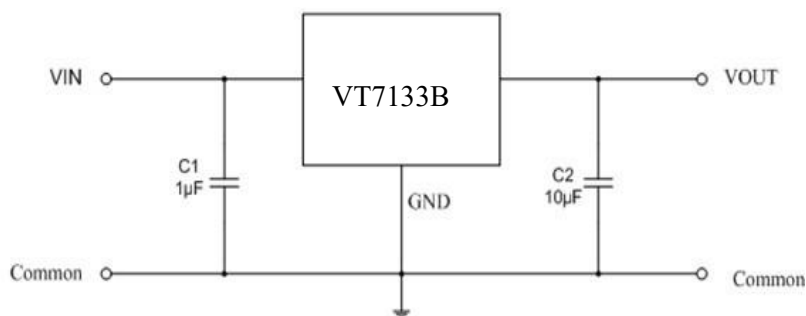 VIN
VT7133B
VOUT
C1
1µF
GND
C2
10µF
Common
Common